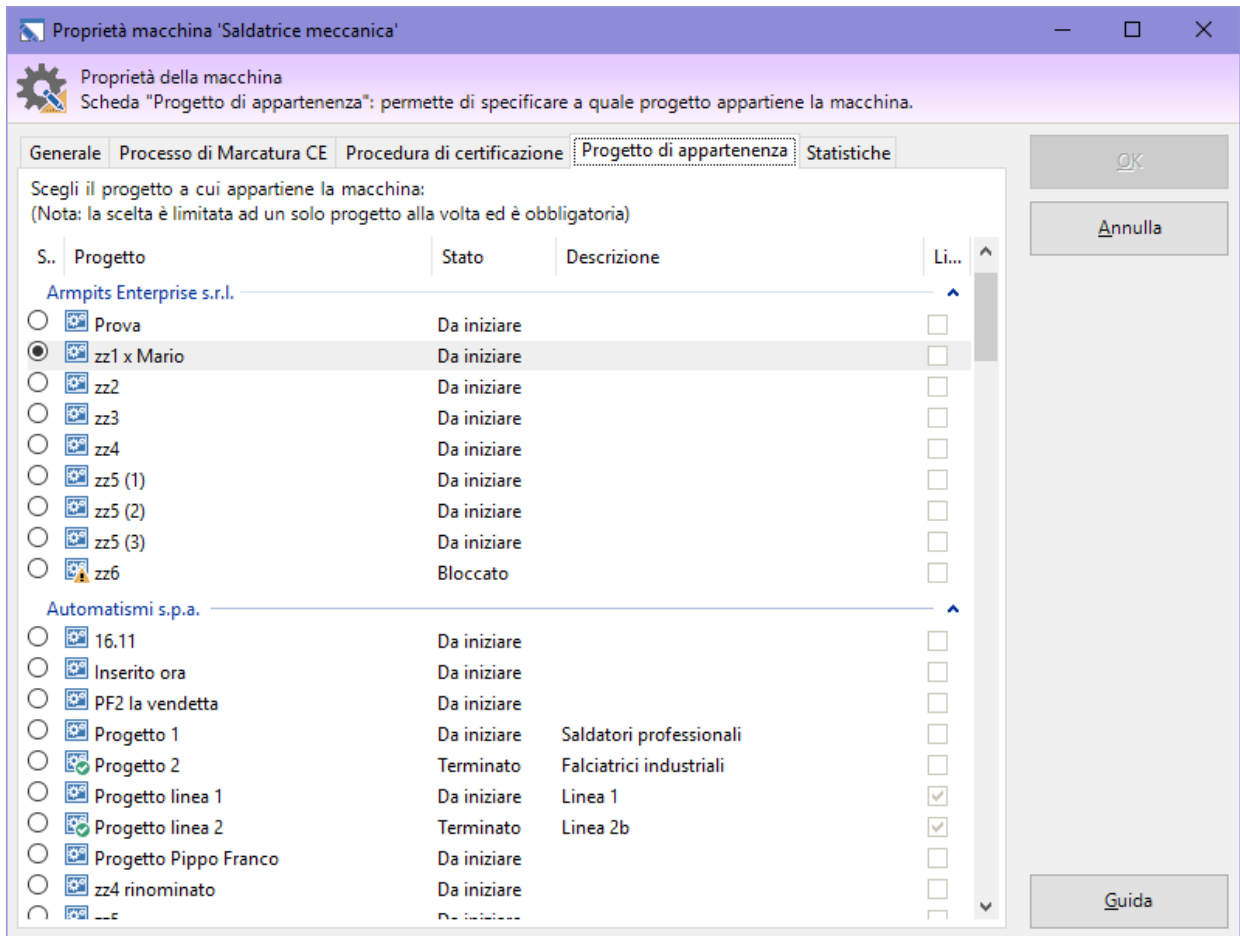 Proprietà macchina 'Saldatrice meccanica'
Proprietà della macchina
Scheda "Progetto di appartenenza": permette di specificare a quale progetto appartiene la macchina.
Generale Processo di Marcatura CE Procedura di certificazione Progetto di appartenenza Statistiche
OK
Annulla
Scegli il progetto a cui appartiene la macchina:
(Nota: la scelta è limitata ad un solo progetto alla volta ed è obbligatoria)
S.. Progetto Stato Descrizione Li...
Armpits Enterprise s.r.l.
Prova Da iniziare
zz1 x Mario Da iniziare
zz2 Da iniziare
zz3 Da iniziare
zz4 Da iniziare
zz5 (1) Da iniziare
zz5 (2) Da iniziare
zz5 (3) Da iniziare
zz6 Bloccato
Automatismi s.p.a.
16.11 Da iniziare
Inserito ora Da iniziare
PF2 la vendetta Da iniziare
Progetto 1 Da iniziare Saldatori professionali
Progetto 2 Terminato Falciatrici industriali
Progetto linea 1 Da iniziare Linea 1
Progetto linea 2 Terminato Linea 2b
Progetto Pippo Franco Da iniziare
zz4 rinominato Da iniziare
Guida